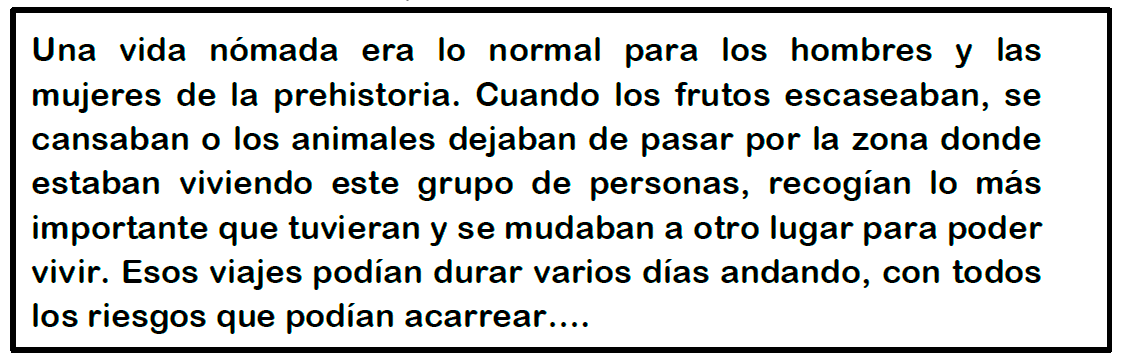 Una vida nómada era lo normal para los hombres y las
mujeres de la prehistoria. Cuando los frutos escaseaban, se
cansaban o los animales dejaban de pasar por la zona donde
estaban viviendo este grupo de personas, recogían lo más
importante que tuvieran y se mudaban a otro lugar para poder
vivir. Esos viajes podían durar varios días andando, con todos
los riesgos que podían acarrear....